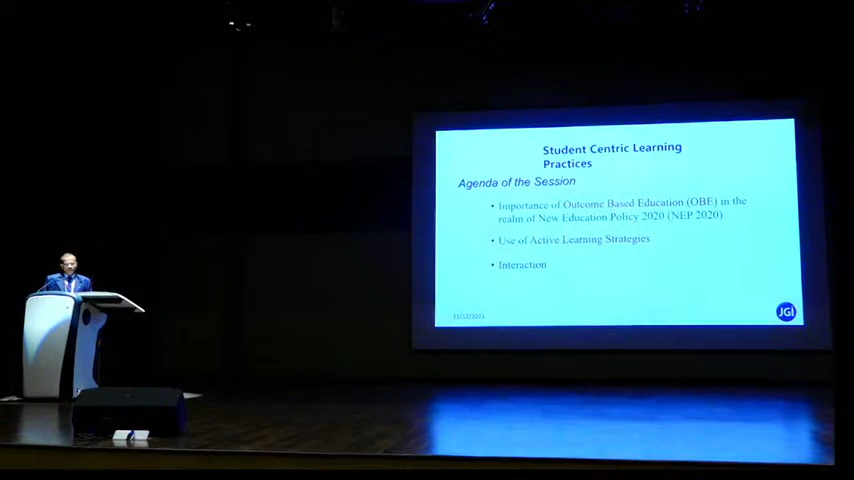 Student Centric Learning
Practices
Agenda of the Session
• Importance of Outcome Based Education (OBE) in the
realm of New Education Policy 2020 (NEP 2020)
• Use of Active Learning Strategies
• Interaction
JGI